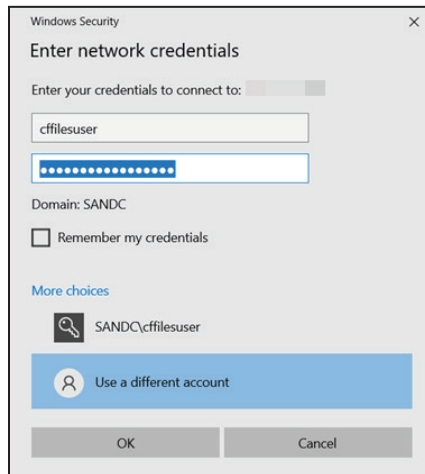 Windows Security
Enter network credentials
Enter your credentials to connect to:
cffilesuser
Domain: SANDC
Remember my credentials
More choices
SANDC\cffilesuser
Use a different account
OK
Cancel